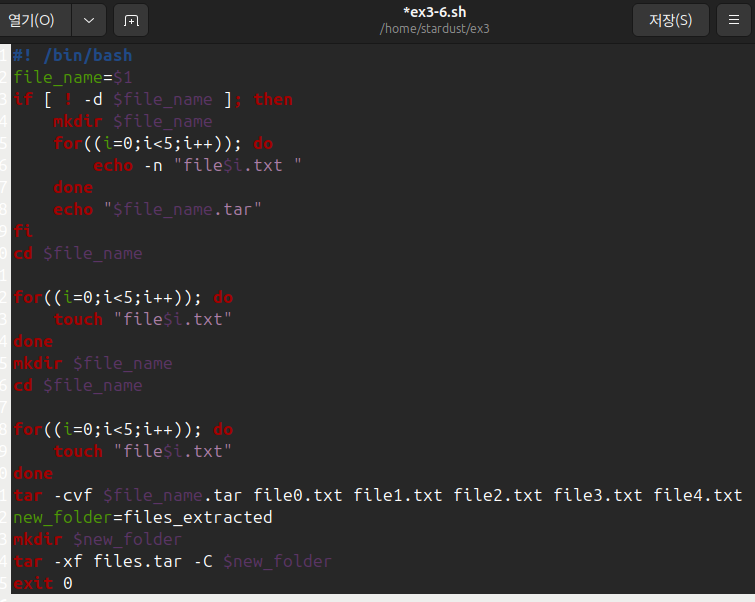 열기(O)
*ex3-6.sh
/home/stardust/ex3
저장(S)
#! /bin/bash
file_name=$1
if [ ! -d $file_name ]; then
    mkdir $file_name
    for((i=0;i<5;i++)); do
        echo -n "file$i.txt "
    done
    echo "$file_name.tar"
fi
cd $file_name

for((i=0;i<5;i++)); do
    touch "file$i.txt"
done
mkdir $file_name
cd $file_name

for((i=0;i<5;i++)); do
    touch "file$i.txt"
done
tar -cvf $file_name.tar file0.txt file1.txt file2.txt file3.txt file4.txt
new_folder=files_extracted
mkdir $new_folder
tar -xf files.tar -C $new_folder
exit 0